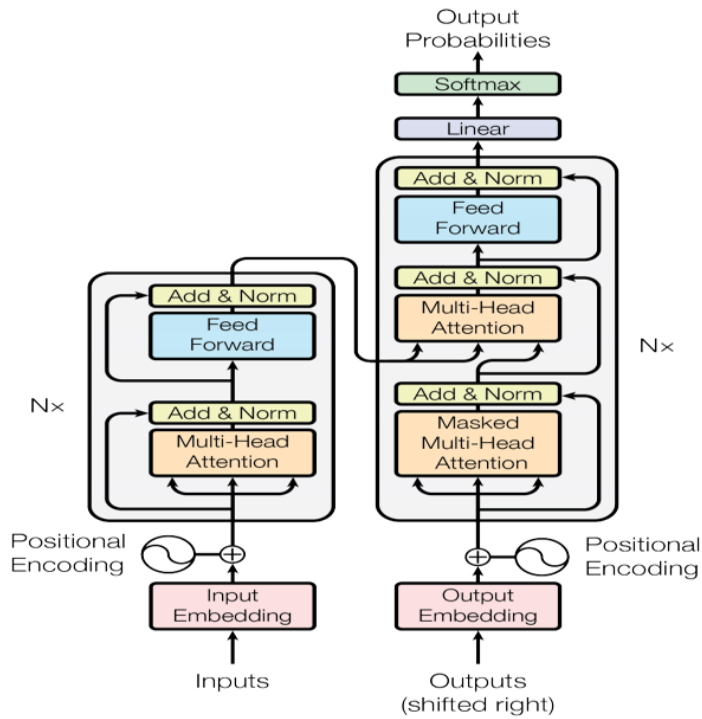 Output
Probabilities
Softmax
Linear
Add & Norm
Feed
Forward
Add & Norm
Multi-Head
Attention
Add & Norm
Masked
Multi-Head
Attention
Nx
Add & Norm
Feed
Forward
Add & Norm
Multi-Head
Attention
Nx
Positional
Encoding
Positional
Encoding
Input
Embedding
Output
Embedding
Inputs
Outputs
(shifted right)